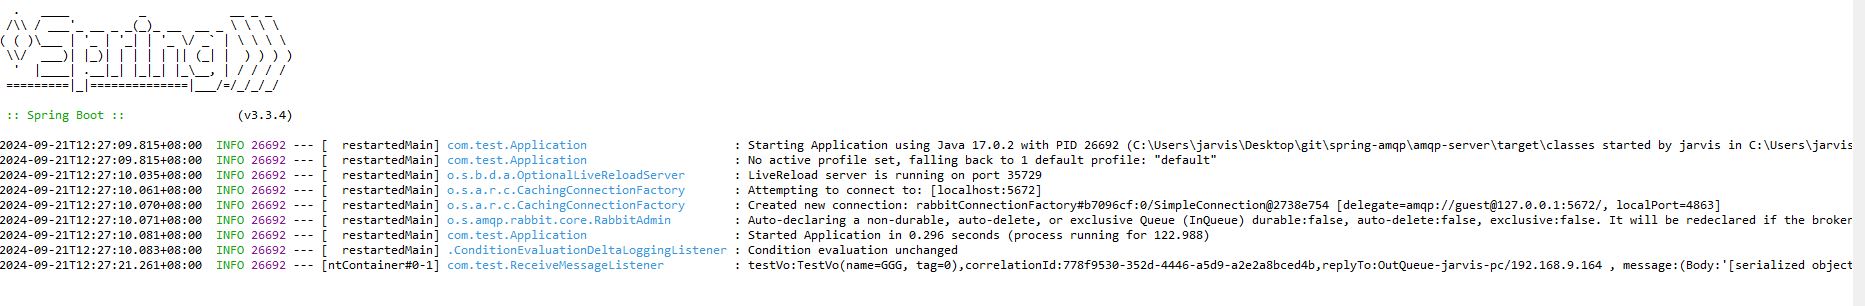 .   ____          _            __ _ _
 /\\ / ___'_ __ _ _(_)_ __  __ _ \ \ \ \
( ( )\___ | '_ | '_| | '_ \/ _` | \ \ \ \
 \\/  ___)| |_)| | | | | || (_| |  ) ) ) )
  '  |____| .__|_| |_|_| |_\__, | / / / /
 =========|_|==============|___/=/_/_/_/
:: Spring Boot ::                (v3.3.4)
2024-09-21T12:27:09.815+08:00  INFO 26692 --- [  restartedMain] com.test.Application                     : Starting Application using Java 17.0.2 with PID 26692 (C:\Users\jarvis\Desktop\git\spring-amqp\amqp-server\target\classes started by jarvis in C:\Users\jarvis
2024-09-21T12:27:09.815+08:00  INFO 26692 --- [  restartedMain] com.test.Application                     : No active profile set, falling back to 1 default profile: "default"
2024-09-21T12:27:10.035+08:00  INFO 26692 --- [  restartedMain] o.s.b.d.a.OptionalLiveReloadServer       : LiveReload server is running on port 35729
2024-09-21T12:27:10.061+08:00  INFO 26692 --- [  restartedMain] o.s.a.r.c.CachingConnectionFactory       : Attempting to connect to: [localhost:5672]
2024-09-21T12:27:10.070+08:00  INFO 26692 --- [  restartedMain] o.s.a.r.c.CachingConnectionFactory       : Created new connection: rabbitConnectionFactory#b7096cf:0/SimpleConnection@2738e754 [delegate=amqp://guest@127.0.0.1:5672/, localPort=4863]
2024-09-21T12:27:10.071+08:00  INFO 26692 --- [  restartedMain] o.s.amqp.rabbit.core.RabbitAdmin         : Auto-declaring a non-durable, auto-delete, or exclusive Queue (InQueue) durable:false, auto-delete:false, exclusive:false. It will be redeclared if the broker
2024-09-21T12:27:10.081+08:00  INFO 26692 --- [  restartedMain] com.test.Application                     : Started Application in 0.296 seconds (process running for 122.988)
2024-09-21T12:27:10.083+08:00  INFO 26692 --- [  restartedMain] .ConditionEvaluationDeltaLoggingListener : Condition evaluation unchanged
2024-09-21T12:27:21.261+08:00  INFO 26692 --- [ntContainer#0-1] com.test.ReceiveMessageListener          : testVo:TestVo(name=GGG, tag=0),correlationId:778f9530-352d-4446-a5d9-a2e2a8bced4b,replyTo:OutQueue-jarvis-pc/192.168.9.164 , message:(Body:'[serialized object